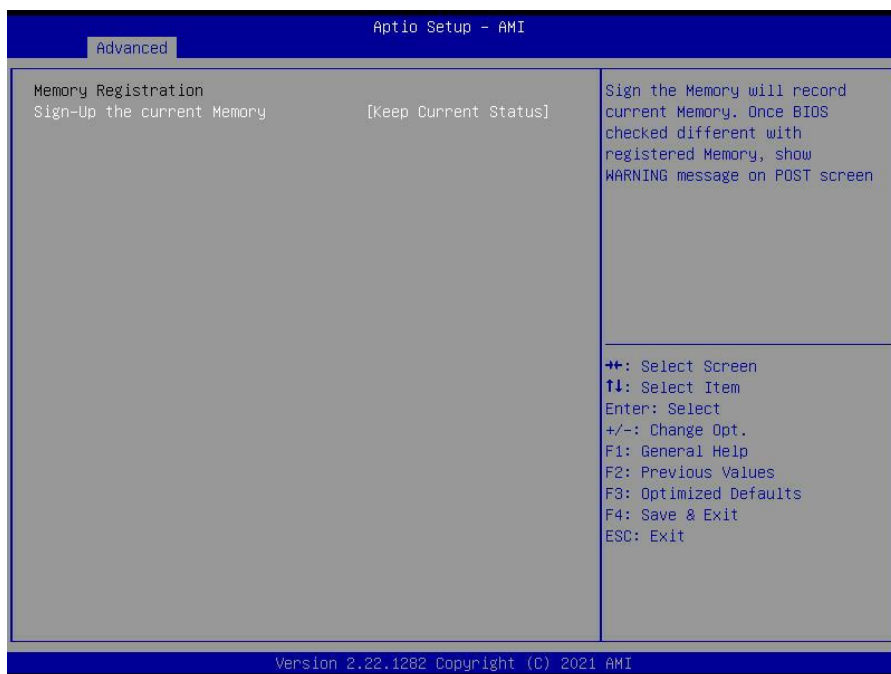 Aptio Setup - AMI
Advanced
Memory Registration
Sign-Up the current Memory [Keep Current Status]
Sign the Memory will record
current Memory. Once BIOS
checked different with
registered Memory, show
WARNING message on POST screen
→←: Select Screen
↑↓: Select Item
Enter: Select
+/-: Change Opt.
F1: General Help
F2: Previous Values
F3: Optimized Defaults
F4: Save & Exit
ESC: Exit
Version 2.22.1282 Copyright (C) 2021 AMI